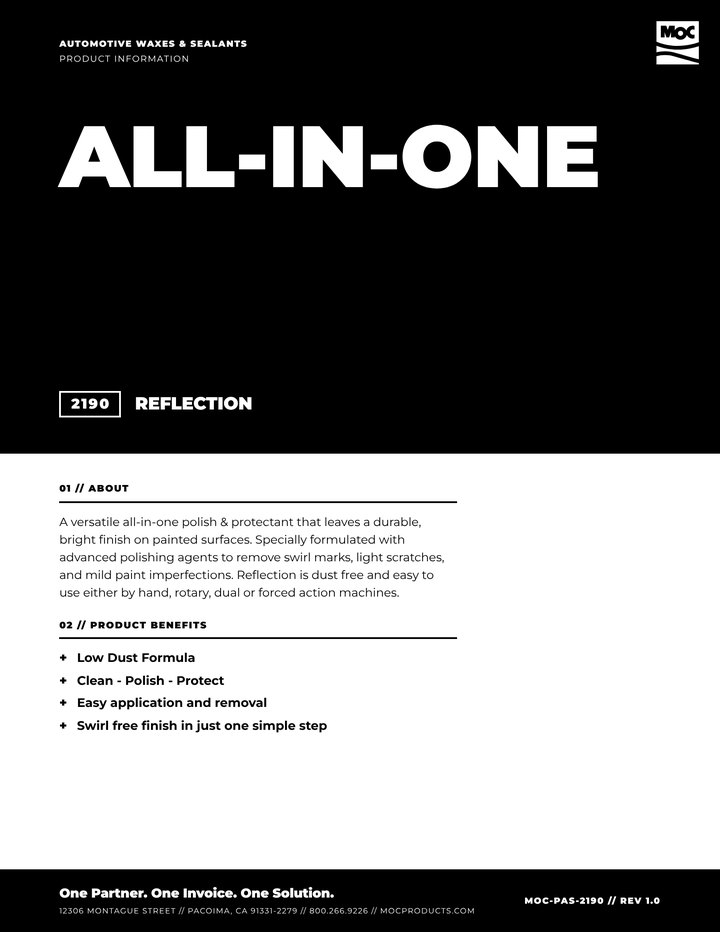 AUTOMOTIVE WAXES & SEALANTS
PRODUCT INFORMATION
MOC
ALL-IN-ONE
2190 REFLECTION
01 // ABOUT
A versatile all-in-one polish & protectant that leaves a durable,
bright finish on painted surfaces. Specially formulated with
advanced polishing agents to remove swirl marks, light scratches,
and mild paint imperfections. Reflection is dust free and easy to
use either by hand, rotary, dual or forced action machines.
02 // PRODUCT BENEFITS
+ Low Dust Formula
+ Clean - Polish - Protect
+ Easy application and removal
+ Swirl free finish in just one simple step
One Partner. One Invoice. One Solution.
12306 MONTAGUE STREET // PACOIMA, CA 91331-2279 // 800.266.9226 // MOCPRODUCTS.COM
MOC-PAS-2190 // REV 1.0